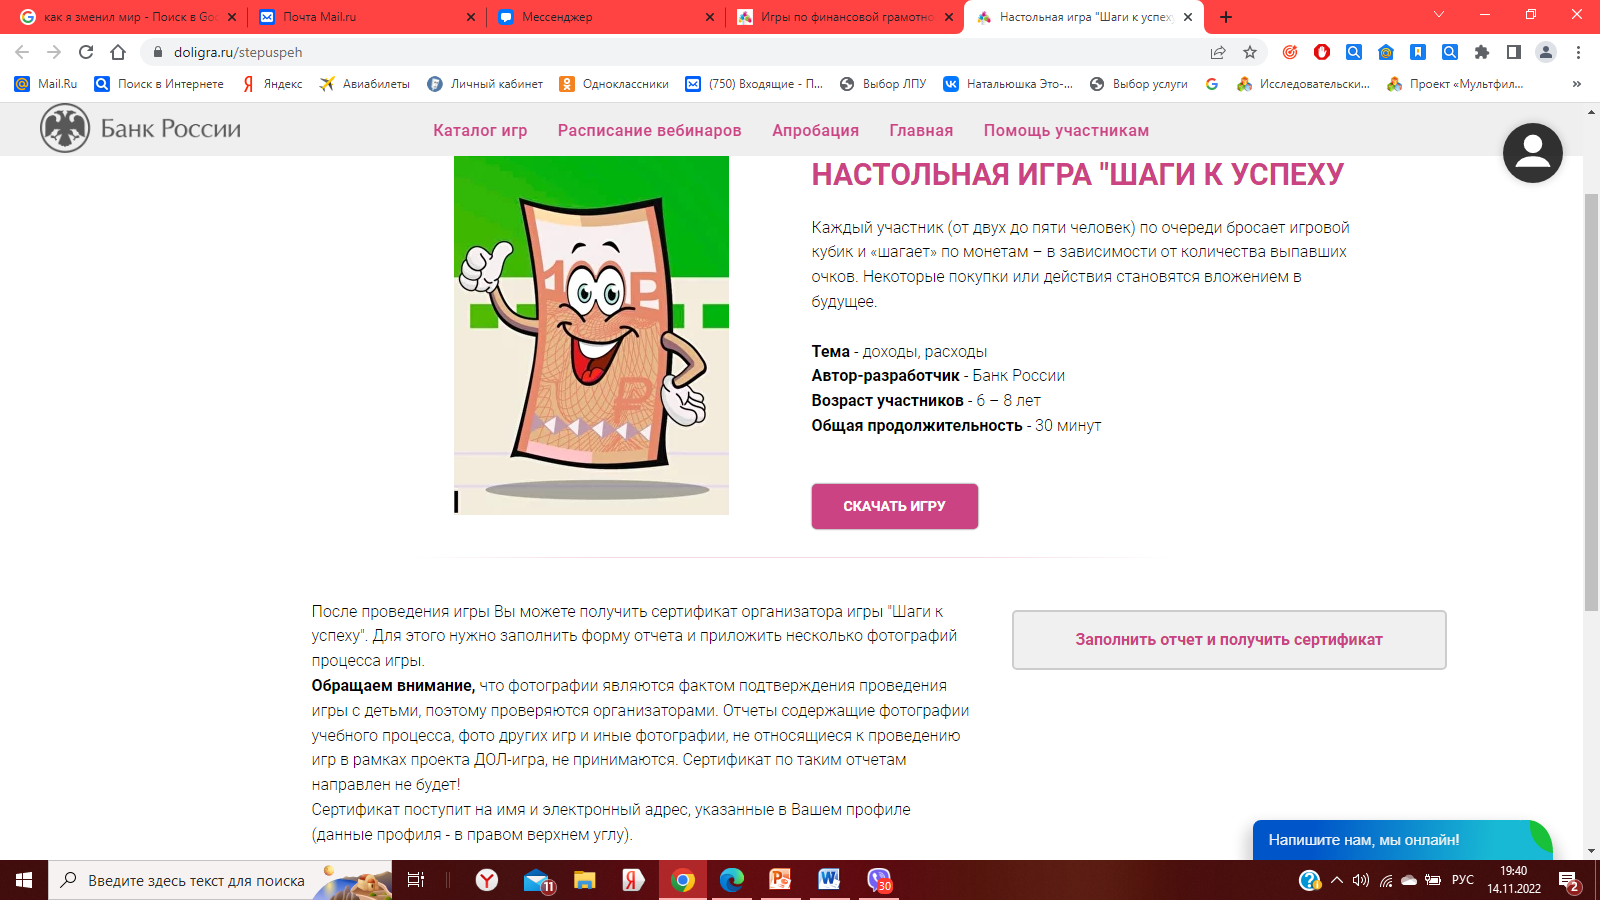 как я зменил мир - Поиск в Goo
Почта Mail.ru
Мессенджер
Игры по финансовой грамотно
Настольная игра "Шаги к успеху
doligra.ru/stepuspeh
Mail.Ru
Поиск в Интернете
Яндекс
Авиабилеты
Личный кабинет
Одноклассники
(750) Входящие - П...
Выбор ЛПУ
Натальюшка Это-...
Выбор услуги
Исследовательски...
Проект «Мультфил...
»
Банк России
Каталог игр
Расписание вебинаров
Апробация
Главная
Помощь участникам
НАСТОЛЬНАЯ ИГРА "ШАГИ К УСПЕХУ
Каждый участник (от двух до пяти человек) по очереди бросает игровой
кубик и «шагает» по монетам – в зависимости от количества выпавших
очков. Некоторые покупки или действия становятся вложением в
будущее.
Тема - доходы, расходы
Автор-разработчик - Банк России
Возраст участников - 6 – 8 лет
Общая продолжительность - 30 минут
СКАЧАТЬ ИГРУ
После проведения игры Вы можете получить сертификат организатора игры "Шаги к
успеху". Для этого нужно заполнить форму отчета и приложить несколько фотографий
процесса игры.
Обращаем внимание, что фотографии являются фактом подтверждения проведения
игры с детьми, поэтому проверяются организаторами. Отчеты содержащие фотографии
учебного процесса, фото других игр и иные фотографии, не относящиеся к проведению
игр в рамках проекта ДОЛ-игра, не принимаются. Сертификат по таким отчетам
направлен не будет!
Сертификат поступит на имя и электронный адрес, указанные в Вашем профиле
(данные профиля - в правом верхнем углу).
Заполнить отчет и получить сертификат
Напишите нам, мы онлайн!
Введите здесь текст для поиска
11
30
РУС
19:40
14.11.2022
2